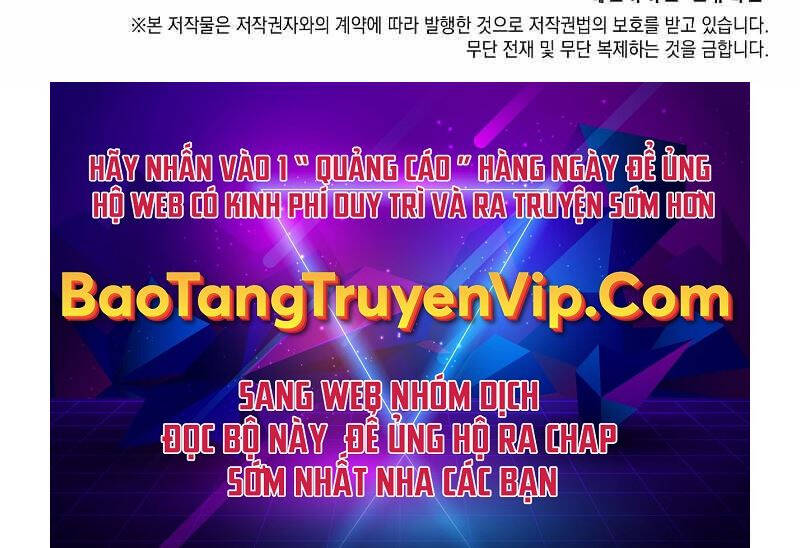 ※본 저작물은 저작권자와의 계약에 따라 발행한 것으로 저작권법의 보호를 받고 있습니다.
무단 전재 및 무단 복제하는 것을 금합니다.
HÃY NHẤN VÀO 1 “ QUẢNG CÁO ” HÀNG NGÀY ĐỂ ỦNG
HỘ WEB CÓ KINH PHÍ DUY TRÌ VÀ RA TRUYỆN SỚM HƠN
BaoTangTruyenVip.Com
SANG WEB NHÓM DỊCH
ĐỌC BỘ NÀY ĐỂ ỦNG HỘ RA CHAP
SỚM NHẤT NHA CÁC BẠN